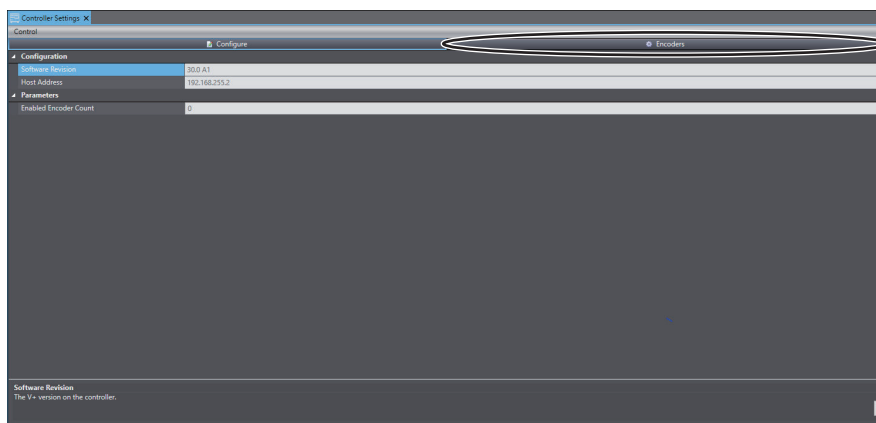 Controller Settings
Control
Configure
Encoders
Configuration
Software Revision 30.0 A1
Host Address 192.168.255.2
Parameters
Enabled Encoder Count 0
Software Revision
The V+ version on the controller.